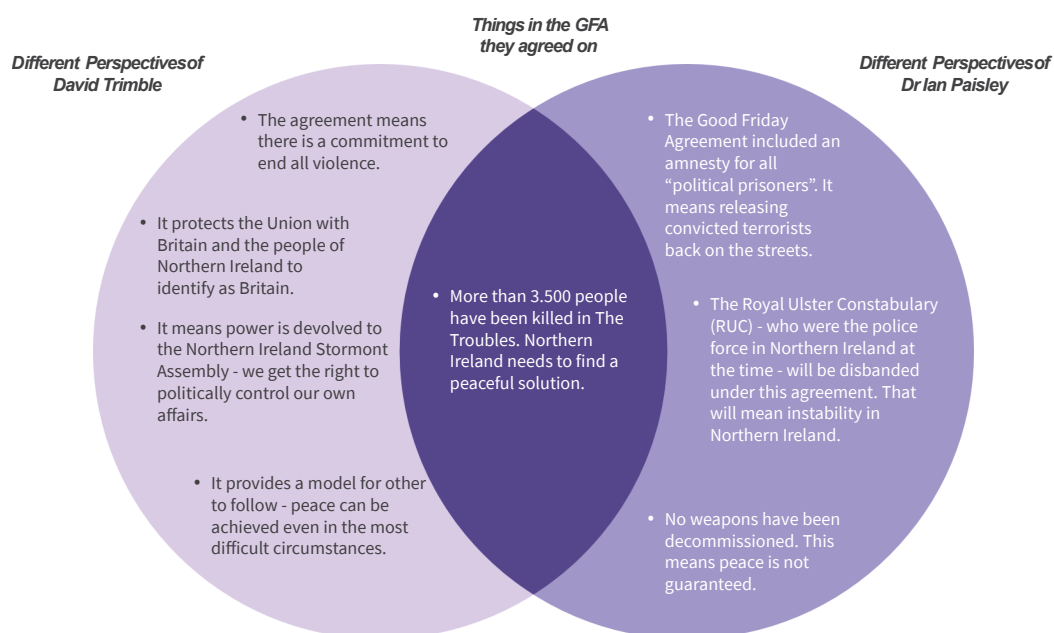 Things in the GFA
they agreed on
Different Perspectives of
David Trimble
Different Perspectives of
Dr Ian Paisley
• The agreement means
there is a commitment to
end all violence.
• It protects the Union with
Britain and the people of
Northern Ireland to
identify as Britain.
• It means power is devolved to
the Northern Ireland Stormont
Assembly - we get the right to
politically control our own
affairs.
• It provides a model for other
to follow - peace can be
achieved even in the most
difficult circumstances.
• More than 3.500 people
have been killed in The
Troubles. Northern
Ireland needs to find a
peaceful solution.
• The Good Friday
Agreement included an
amnesty for all
“political prisoners”. It
means releasing
convicted terrorists
back on the streets.
• The Royal Ulster Constabulary
(RUC) - who were the police
force in Northern Ireland at
the time - will be disbanded
under this agreement. That
will mean instability in
Northern Ireland.
• No weapons have been
decommissioned. This
means peace is not
guaranteed.